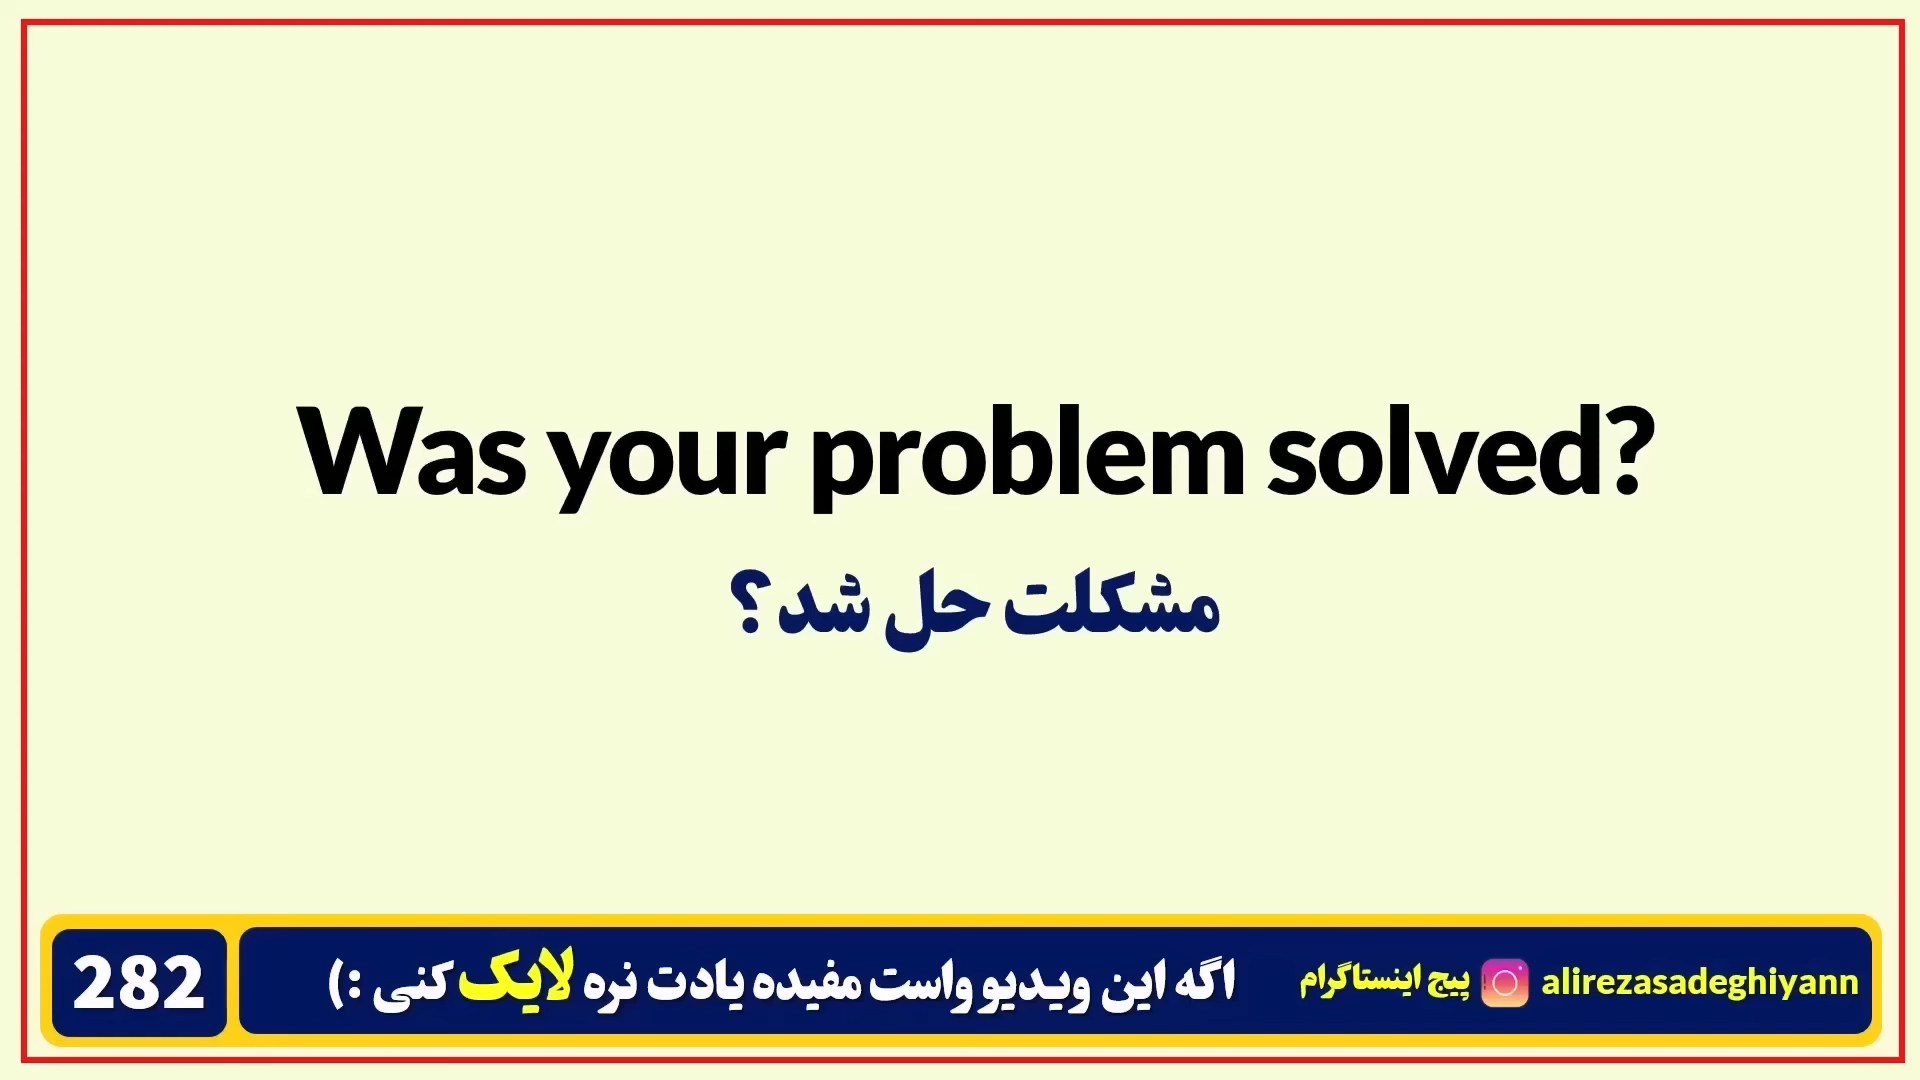 Was your problem solved?
مشکلت حل شد؟
282
اگه این ویدیو واست مفیده یادت نره لایک کنی :)
پیج اینستاگرام alirezasadeghiyann